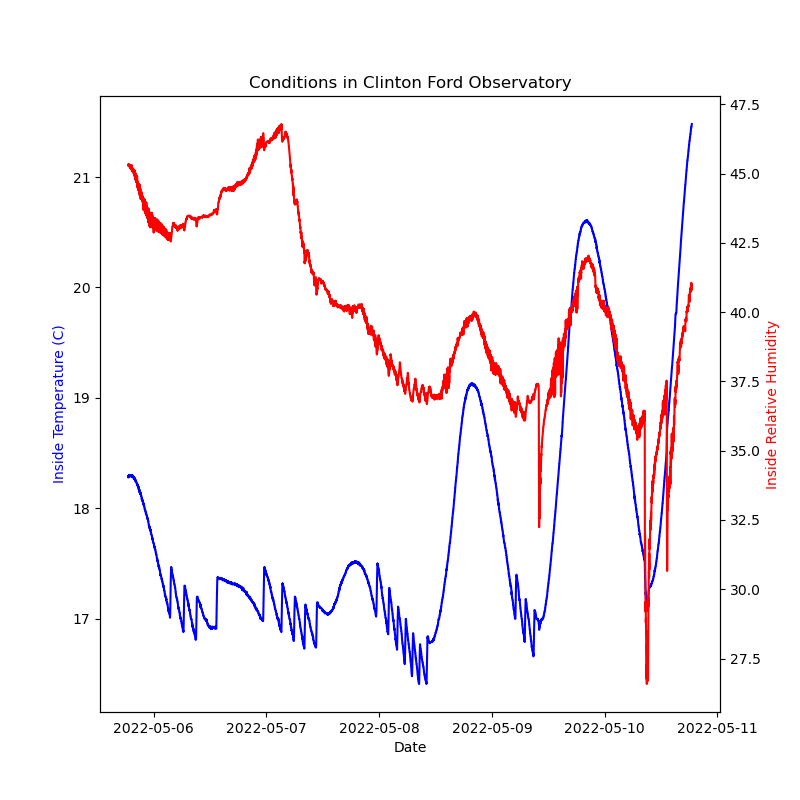 Conditions in Clinton Ford Observatory
Inside Temperature (C)
21
20
19
18
17
47.5
45.0
42.5
40.0
37.5
35.0
32.5
30.0
27.5
Inside Relative Humidity
2022-05-06 2022-05-07 2022-05-08 2022-05-09 2022-05-10 2022-05-11
Date